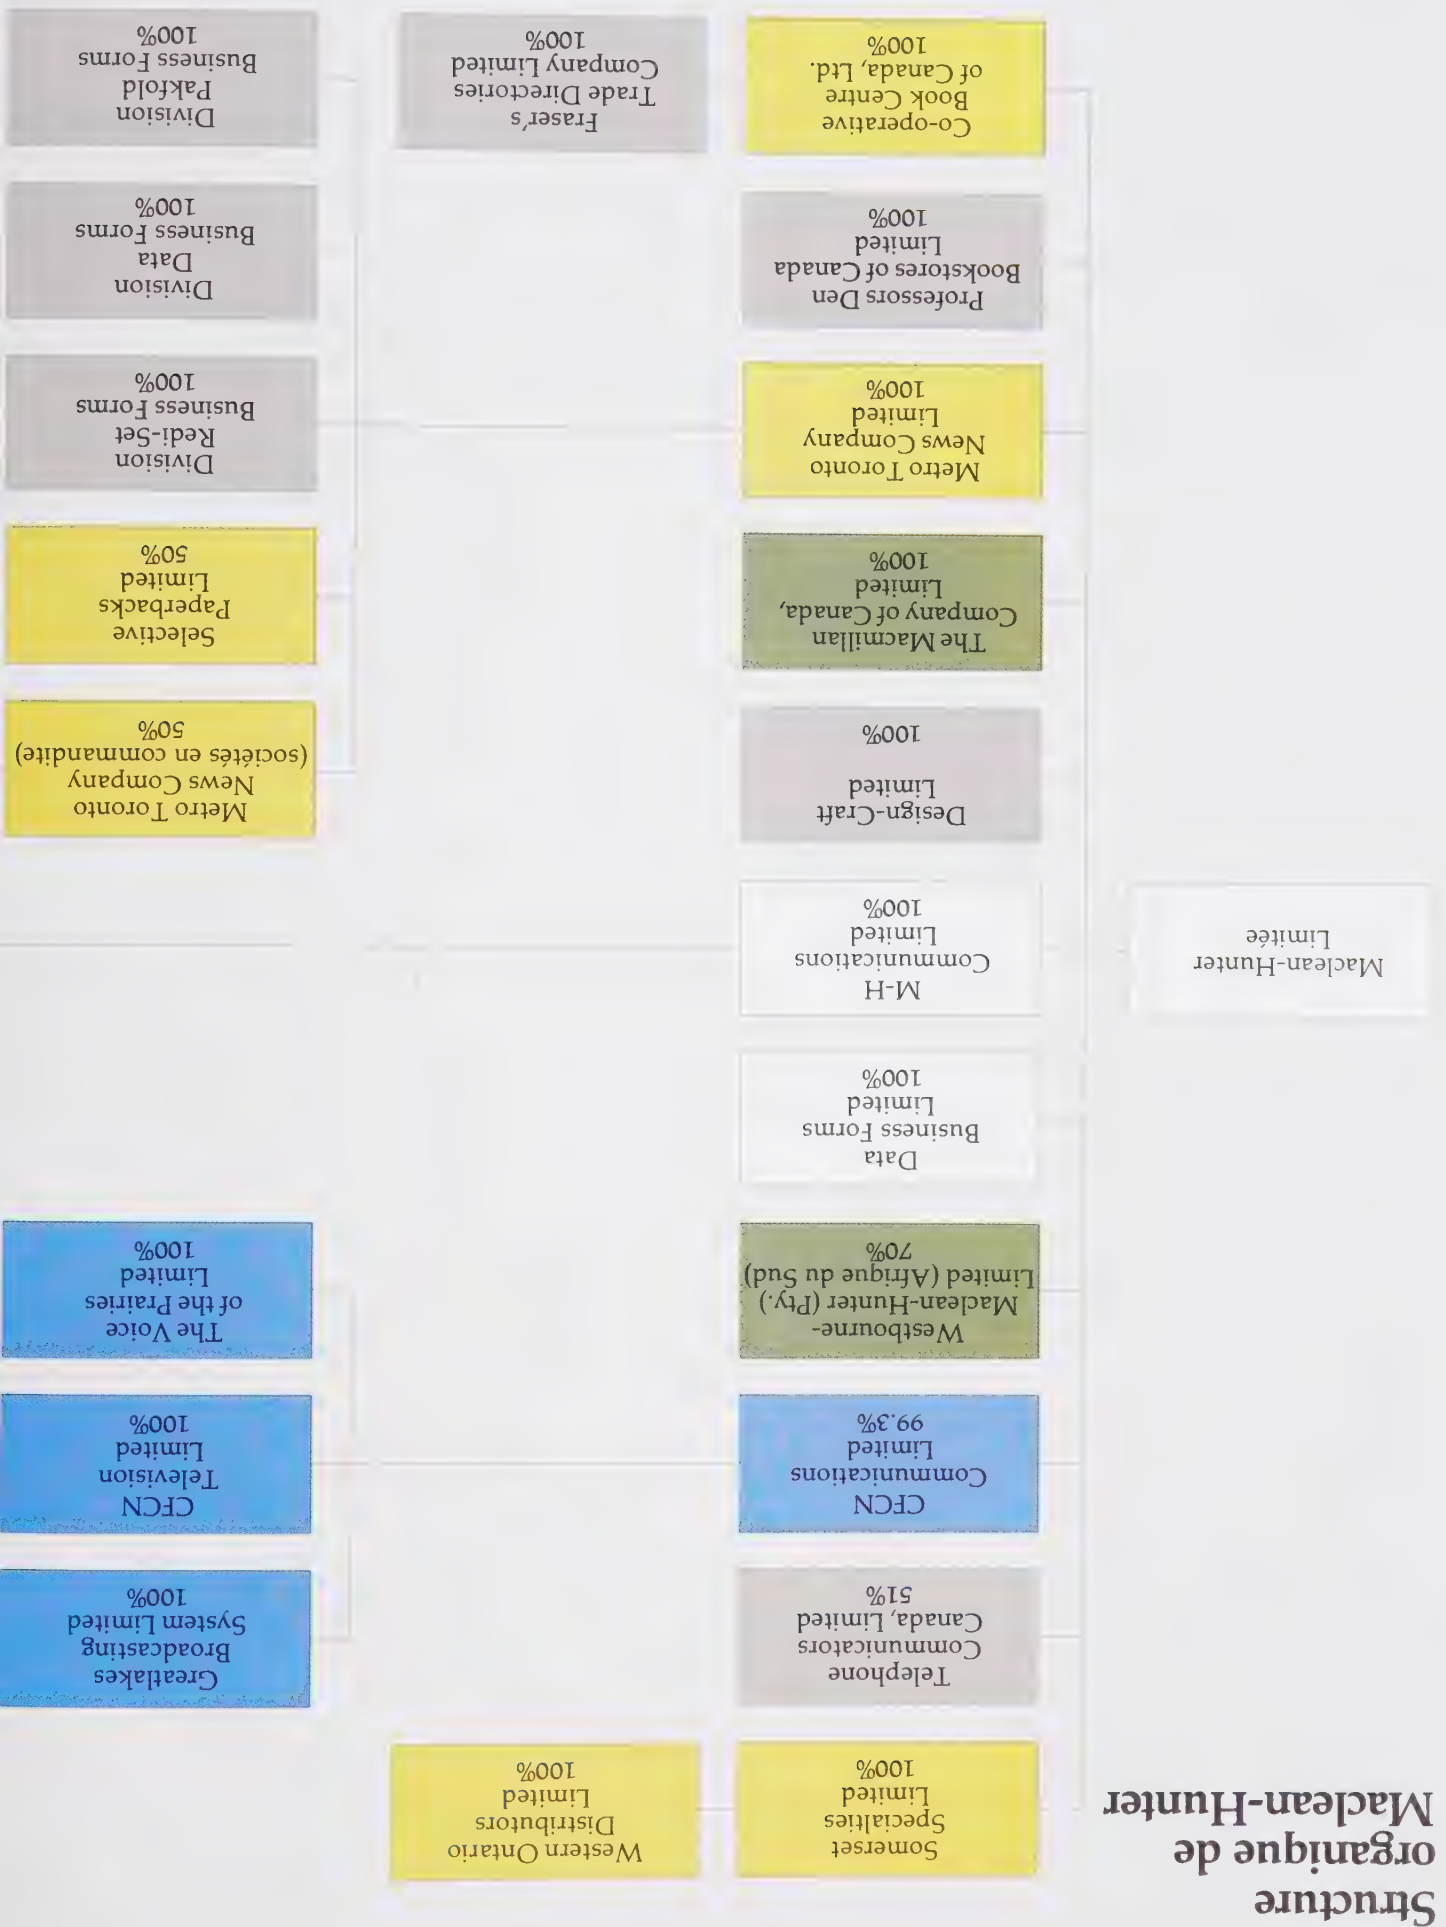 Structure
organique de
Maclean-Hunter
Maclean-Hunter
Limitée
Somerset
Specialties
Limited
100%
Telephone
Communicators
Canada, Limited
51%
CFCN
Communications
Limited
99.3%
Westbourne-
Maclean-Hunter (Pty.)
Limited (Afrique du Sud)
70%
Data
Business Forms
Limited
100%
M-H
Communications
Limited
100%
Design-Craft
Limited
100%
The Macmillan
Company of Canada,
Limited
100%
Metro Toronto
News Company
Limited
100%
Professors Den
Bookstores of Canada
Limited
100%
Co-operative
Book Centre
of Canada, Ltd.
100%
Western Ontario
Distributors
Limited
100%
Fraser's
Trade Directories
Company Limited
100%
Greatlakes
Broadcasting
System Limited
100%
CFCN
Television
Limited
100%
The Voice
of the Prairies
Limited
100%
Metro Toronto
News Company
(sociétés en commandite)
50%
Selective
Paperbacks
Limited
50%
Division
Redi-Set
Business Forms
100%
Division
Data
Business Forms
100%
Division
Pakfold
Business Forms
100%